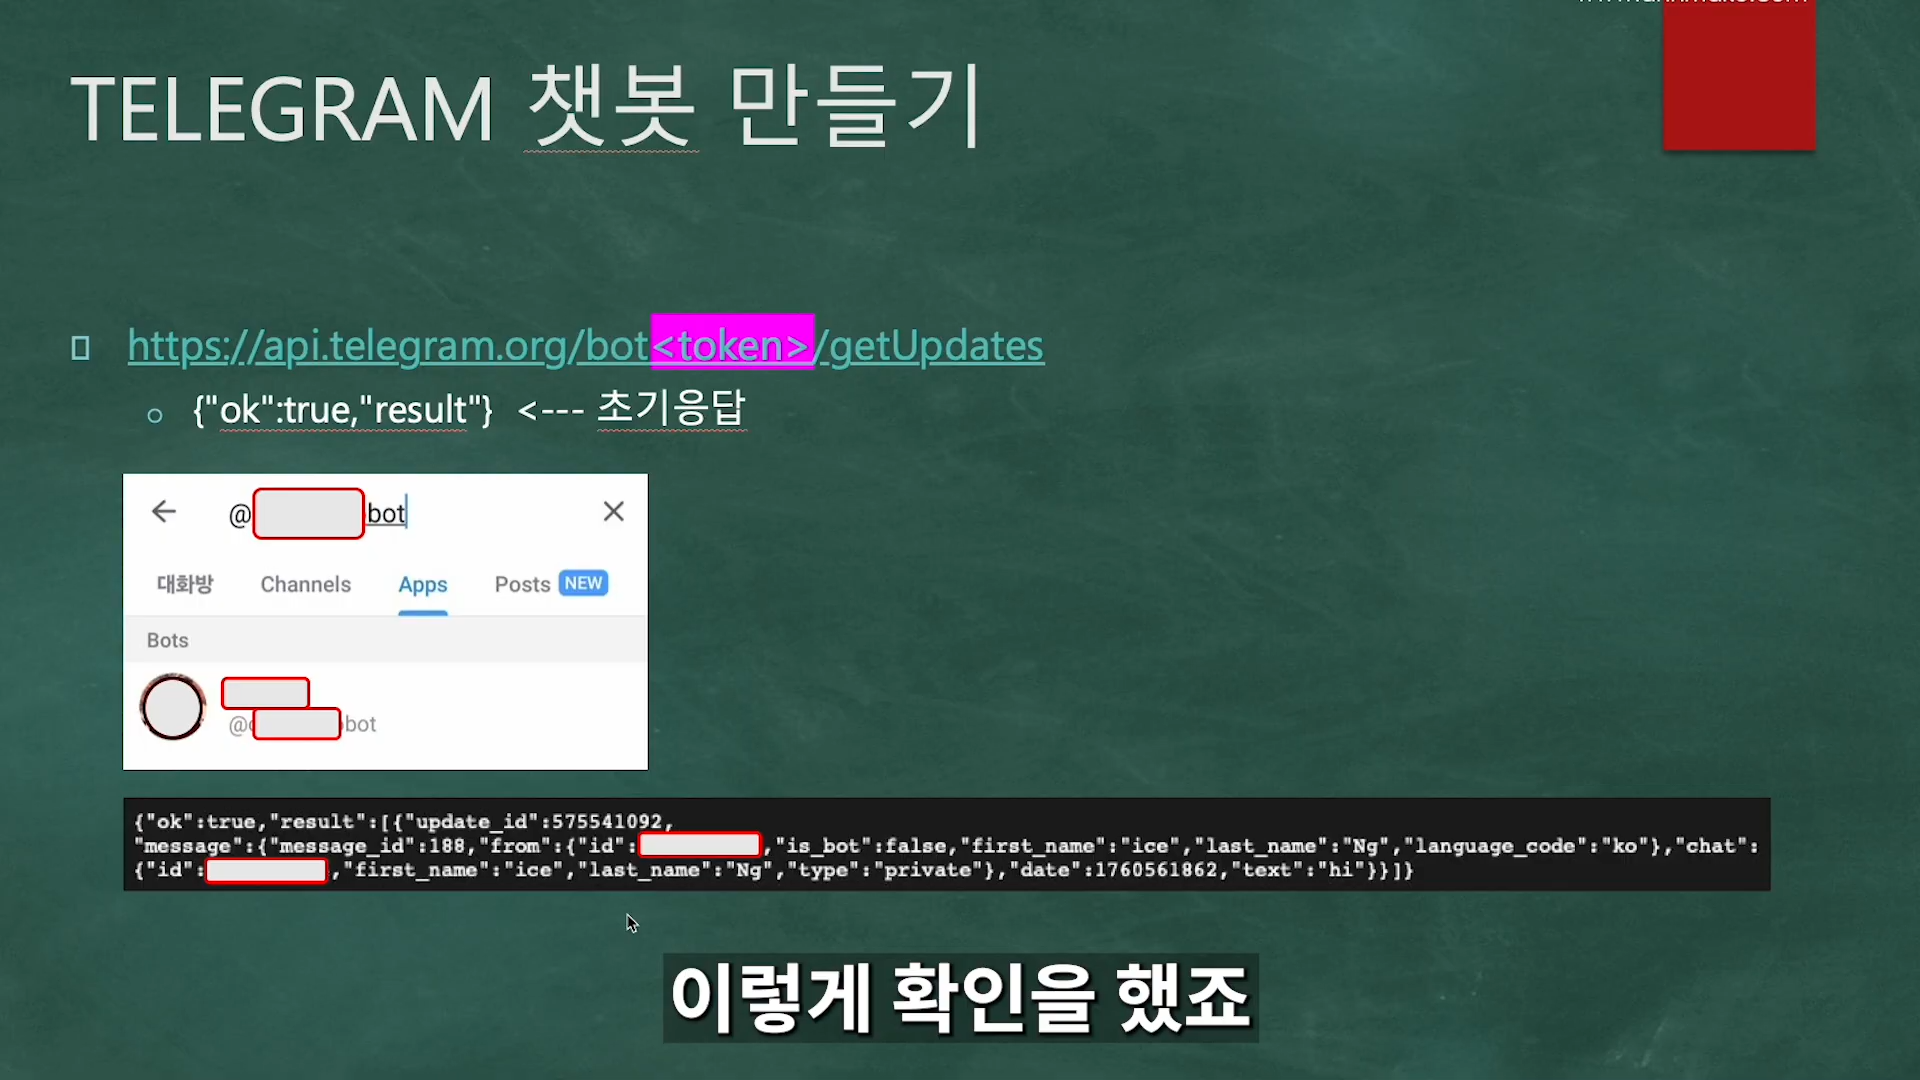 TELEGRAM 챗봇 만들기
https://api.telegram.org/bot<token>/getUpdates
{"ok":true,"result"} <--- 초기응답
@ bot
대화방 Channels Apps Posts NEW
Bots
@ bot
{"ok":true,"result":[{"update_id":575541092,
"message":{"message_id":188,"from":{"id": ,"is_bot":false,"first_name":"ice","last_name":"Ng","language_code":"ko"},"chat":
{"id": ,"first_name":"ice","last_name":"Ng","type":"private"},"date":1760561862,"text":"hi"}}]}
이렇게 확인을 했죠